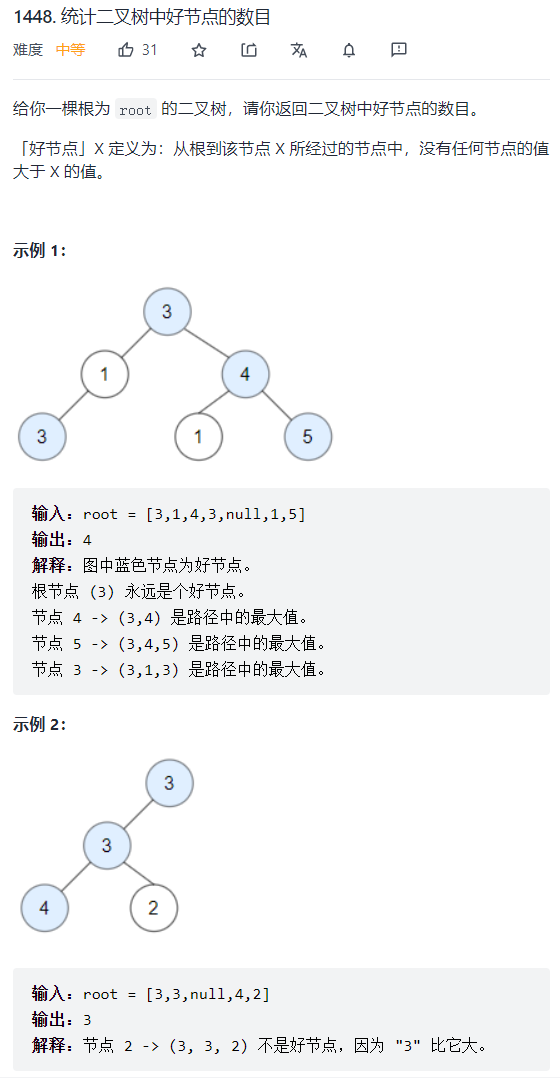 1448. 统计二叉树中好节点的数目
难度 中等 31
给你一棵根为 root 的二叉树，请你返回二叉树中好节点的数目。
「好节点」X 定义为：从根到该节点 X 所经过的节点中，没有任何节点的值
大于 X 的值。
示例 1：
3
1 4
3 1 5
输入：root = [3,1,4,3,null,1,5]
输出：4
解释：图中蓝色节点为好节点。
根节点 (3) 永远是个好节点。
节点 4 -> (3,4) 是路径中的最大值。
节点 5 -> (3,4,5) 是路径中的最大值。
节点 3 -> (3,1,3) 是路径中的最大值。
示例 2：
3
3
4 2
输入：root = [3,3,null,4,2]
输出：3
解释：节点 2 -> (3, 3, 2) 不是好节点，因为 "3" 比它大。